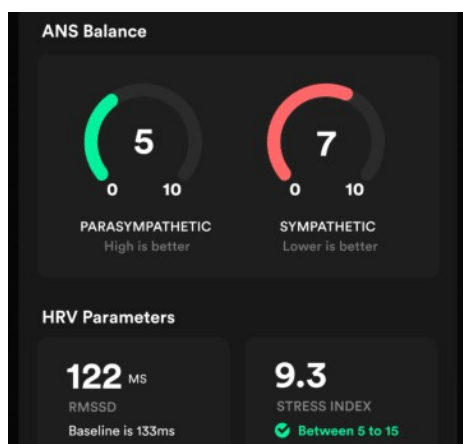 ANS Balance
5
0 10
PARASYMPATHETIC
High is better
7
0 10
SYMPATHETIC
Lower is better
HRV Parameters
122 MS
RMSSD
Baseline is 133ms
9.3
STRESS INDEX
Between 5 to 15